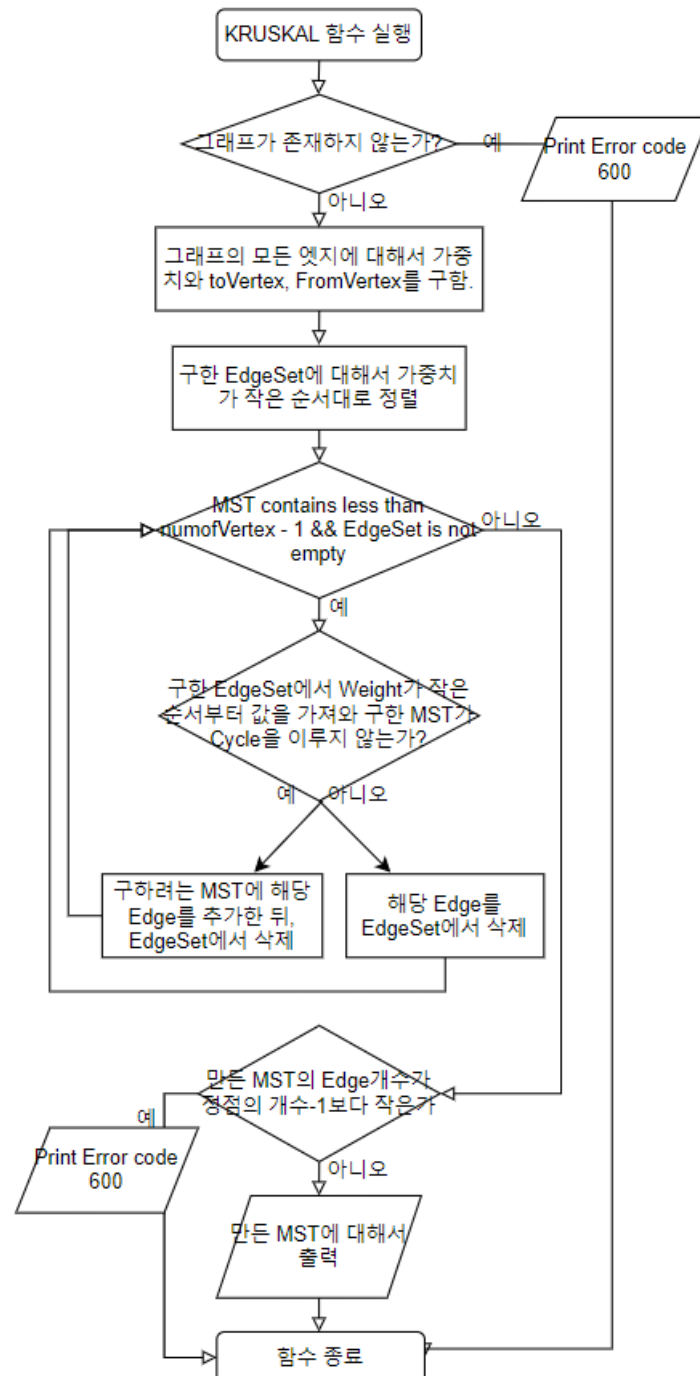 KRUSKAL 함수 실행
그래프가 존재하지 않는가?
예
Print Error code
600
아니오
그래프의 모든 엣지에 대해서 가중
치와 toVertex, FromVertex를 구함.
구한 EdgeSet에 대해서 가중치
가 작은 순서대로 정렬
MST contains less than
numofVertex - 1 && EdgeSet is not
empty
아니오
예
구한 EdgeSet에서 Weight가 작은
순서부터 값을 가져와 구한 MST가
Cycle을 이루지 않는가?
예
아니오
구하려는 MST에 해당
Edge를 추가한 뒤,
EdgeSet에서 삭제
해당 Edge를
EdgeSet에서 삭제
만든 MST의 Edge개수가
정점의 개수-1보다 작은가
예
Print Error code
600
아니오
만든 MST에 대해서
출력
함수 종료